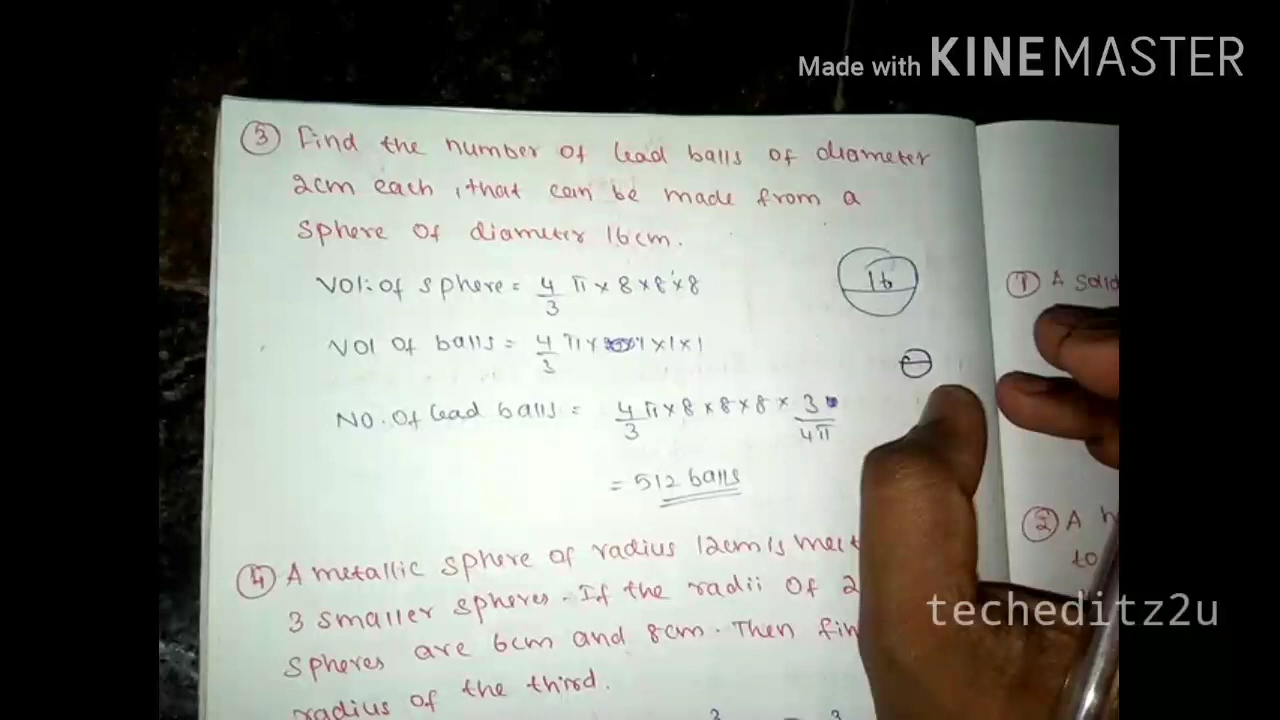 Made with KINEMASTER
③ Find the number of lead balls of diameter
2cm each, that can be made from a
sphere of diameter 16cm.
Vol: of sphere = 4/3 π × 8 × 8 × 8
16
Vol of balls = 4/3 π × 1 × 1 × 1
No. of lead balls = 4/3 π × 8 × 8 × 8 × 3/4π
= 512 balls
④ A metallic sphere of radius 12cm is
3 smaller spheres. If the radii of 2
spheres are 6cm and 8cm. Then
radius of the third.
① A
② A
to
techeditz2u